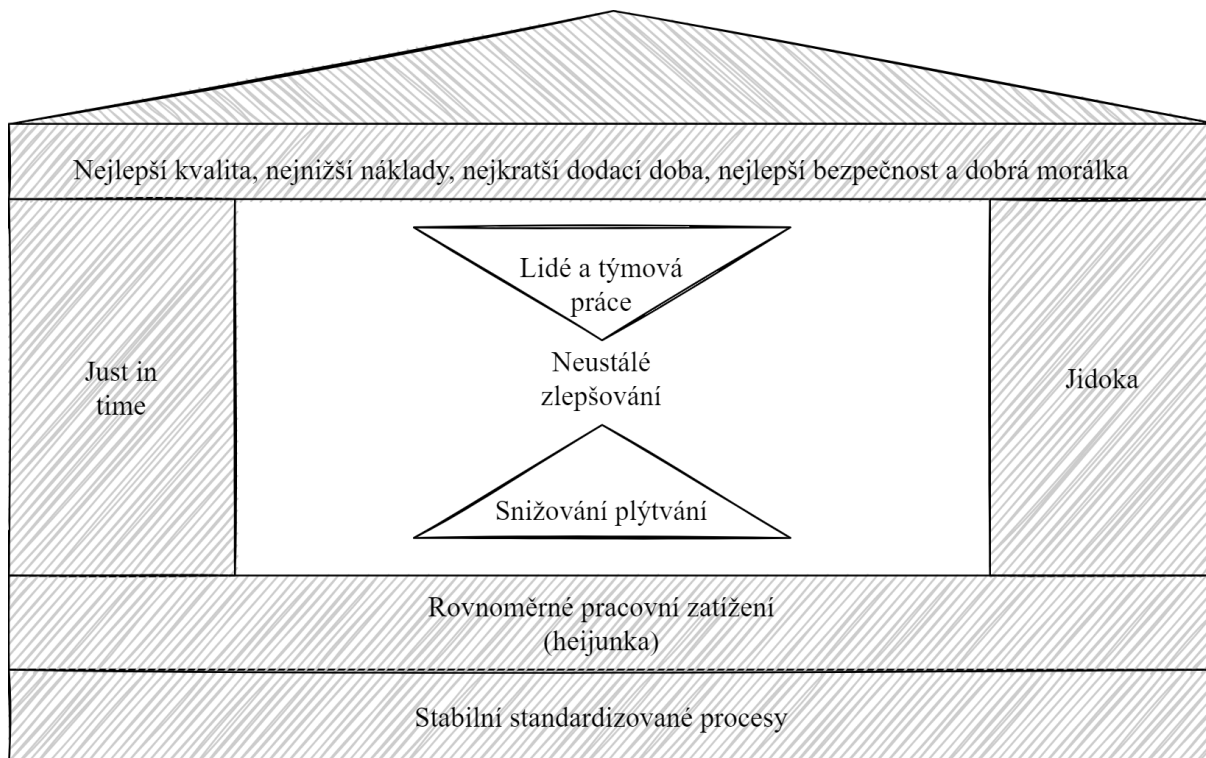 Nejlepší kvalita, nejnižší náklady, nejkratší dodací doba, nejlepší bezpečnost a dobrá morálka
Lidé a týmová
práce
Just in
time
Neustálé
zlepšování
Jidoka
Snižování plýtvání
Rovnoměrné pracovní zatížení
(heijunka)
Stabilní standardizované procesy